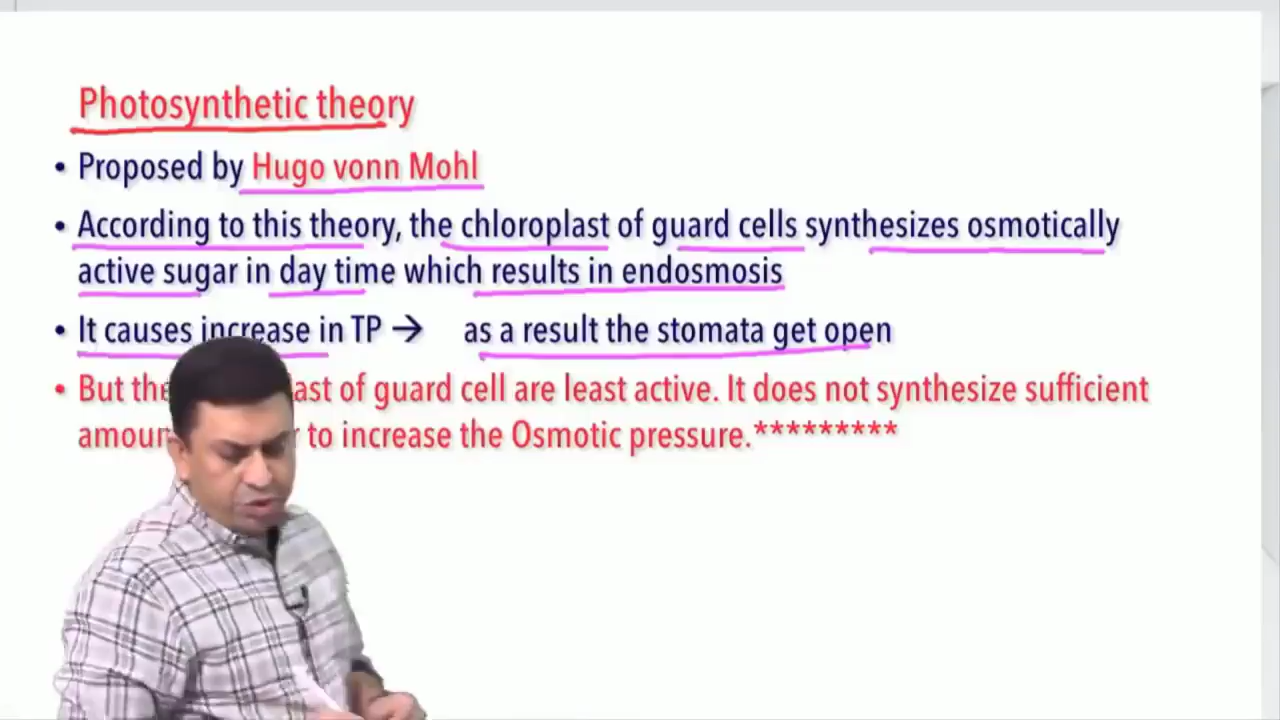 Photosynthetic theory
• Proposed by Hugo vonn Mohl
• According to this theory, the chloroplast of guard cells synthesizes osmotically
active sugar in day time which results in endosmosis
• It causes increase in TP → as a result the stomata get open
• But the last of guard cell are least active. It does not synthesize sufficient
to increase the Osmotic pressure.*********